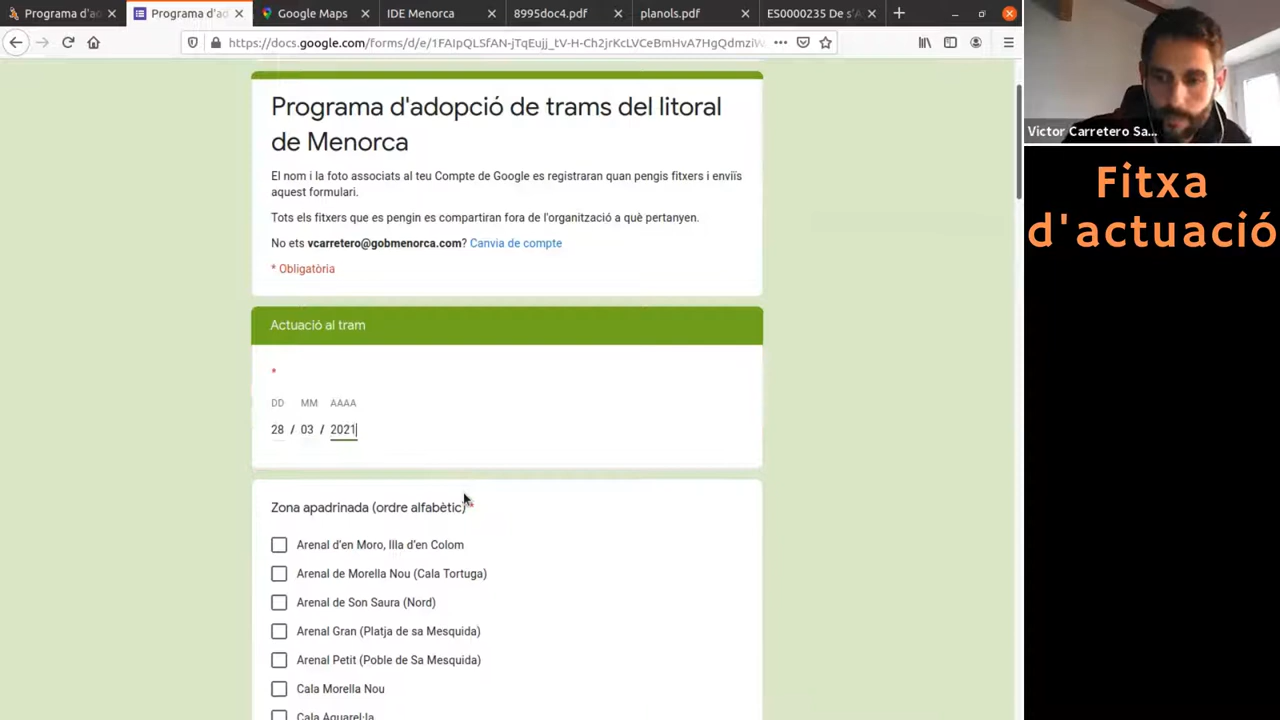 Programa d'ad
Programa d'ad
Google Maps
IDE Menorca
8995doc4.pdf
planols.pdf
ES0000235 De s'A
https://docs.google.com/forms/d/e/1FAIpQLSfAN-jTqEujj_tV-H-Ch2jrKcLVCeBmHvA7HgQdmziW
Programa d'adopció de trams del litoral
de Menorca
El nom i la foto associats al teu Compte de Google es registraran quan pengis fitxers i enviïs
aquest formulari.
Tots els fitxers que es pengin es compartiran fora de l'organització a què pertanyen.
No ets vcarretero@gobmenorca.com? Canvia de compte
* Obligatòria
Actuació al tram
*
DD MM AAAA
28 / 03 / 2021
Zona apadrinada (ordre alfabètic) *
Arenal d'en Moro, Illa d'en Colom
Arenal de Morella Nou (Cala Tortuga)
Arenal de Son Saura (Nord)
Arenal Gran (Platja de sa Mesquida)
Arenal Petit (Poble de Sa Mesquida)
Cala Morella Nou
Cala Aquarel·la
Victor Carretero Sa...
Fitxa
d'actuació